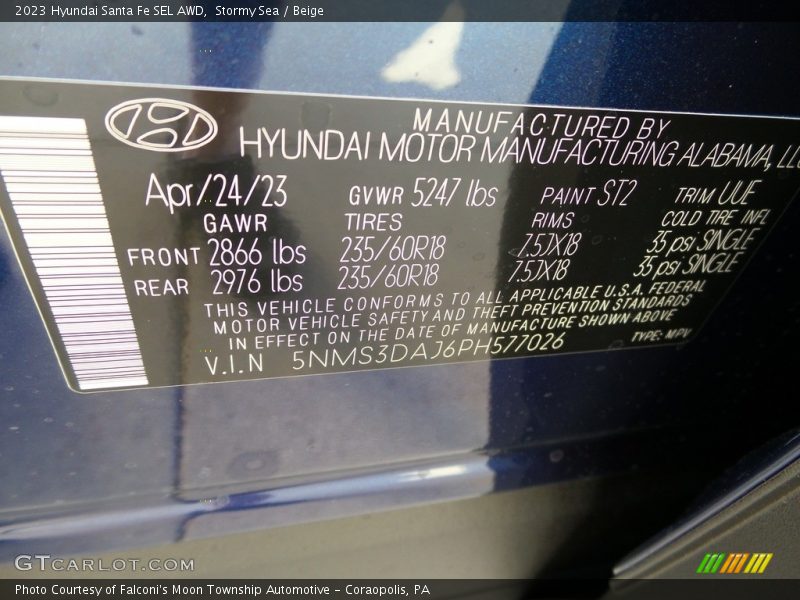 2023 Hyundai Santa Fe SEL AWD, Stormy Sea / Beige
MANUFACTURED BY
HYUNDAI MOTOR MANUFACTURING ALABAMA, LLC
Apr/24/23 GVWR 5247 lbs PAINT ST2 TRIM UUE
GAWR TIRES RIMS COLD TIRE INFL
FRONT 2866 lbs 235/60R18 7.5JX18 35 psi SINGLE
REAR 2976 lbs 235/60R18 7.5JX18 35 psi SINGLE
THIS VEHICLE CONFORMS TO ALL APPLICABLE U.S.A. FEDERAL
MOTOR VEHICLE SAFETY AND THEFT PREVENTION STANDARDS
IN EFFECT ON THE DATE OF MANUFACTURE SHOWN ABOVE
V.I.N 5NMS3DAJ6PH577026 TYPE: MPV
GTCARLOT.COM
Photo Courtesy of Falconi's Moon Township Automotive - Coraopolis, PA